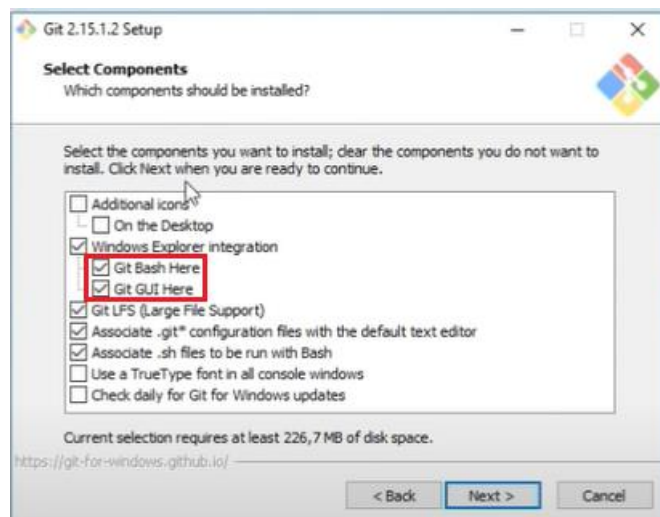 Git 2.15.1.2 Setup
Select Components
Which components should be installed?
Select the components you want to install; clear the components you do not want to
install. Click Next when you are ready to continue.
Additional icons
On the Desktop
Windows Explorer integration
Git Bash Here
Git GUI Here
Git LFS (Large File Support)
Associate .git* configuration files with the default text editor
Associate .sh files to be run with Bash
Use a TrueType font in all console windows
Check daily for Git for Windows updates
Current selection requires at least 226,7 MB of disk space.
https://git-for-windows.github.io/
< Back Next > Cancel